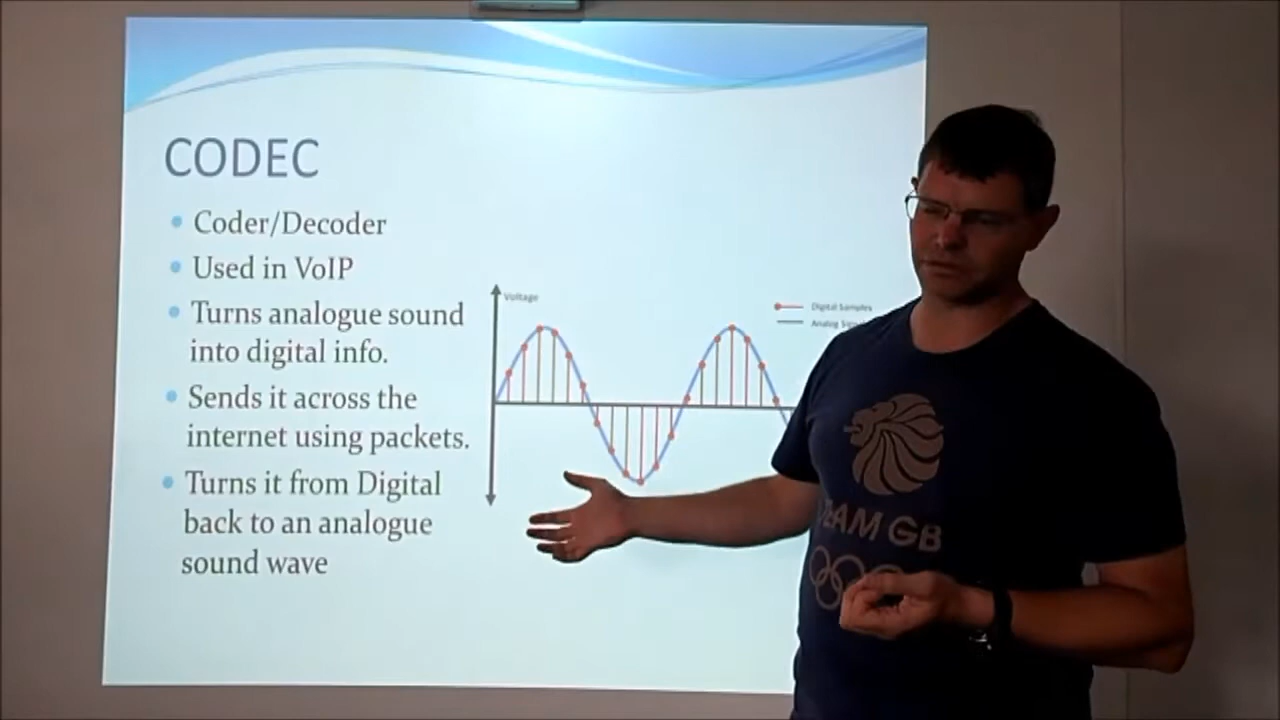 CODEC
Coder/Decoder
Used in VoIP
Turns analogue sound
into digital info.
Sends it across the
internet using packets.
Turns it from Digital
back to an analogue
sound wave
Voltage
Digital Samples
Analog
TEAM GB